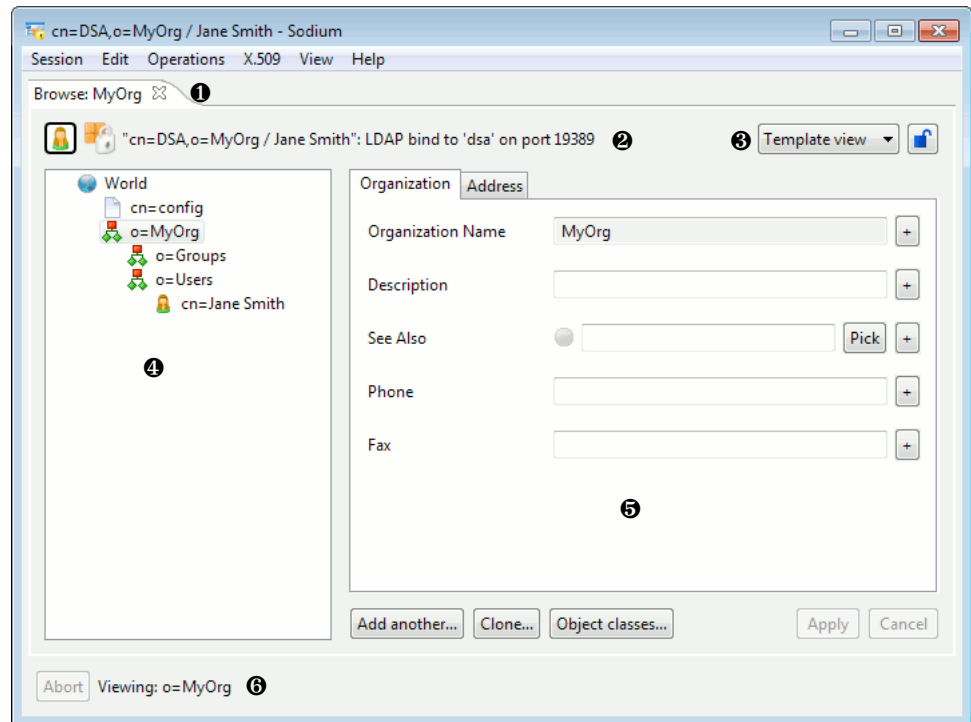 cn=DSA,o=MyOrg / Jane Smith - Sodium
Session Edit Operations X.509 View Help
Browse: MyOrg ❶
"cn=DSA,o=MyOrg / Jane Smith": LDAP bind to 'dsa' on port 19389 ❷ ❸ Template view
World
cn=config
o=MyOrg
o=Groups
o=Users
cn=Jane Smith
❹
Organization Address
Organization Name MyOrg +
Description +
See Also Pick +
Phone +
Fax +
❺
Add another... Clone... Object classes... Apply Cancel
Abort Viewing: o=MyOrg ❻